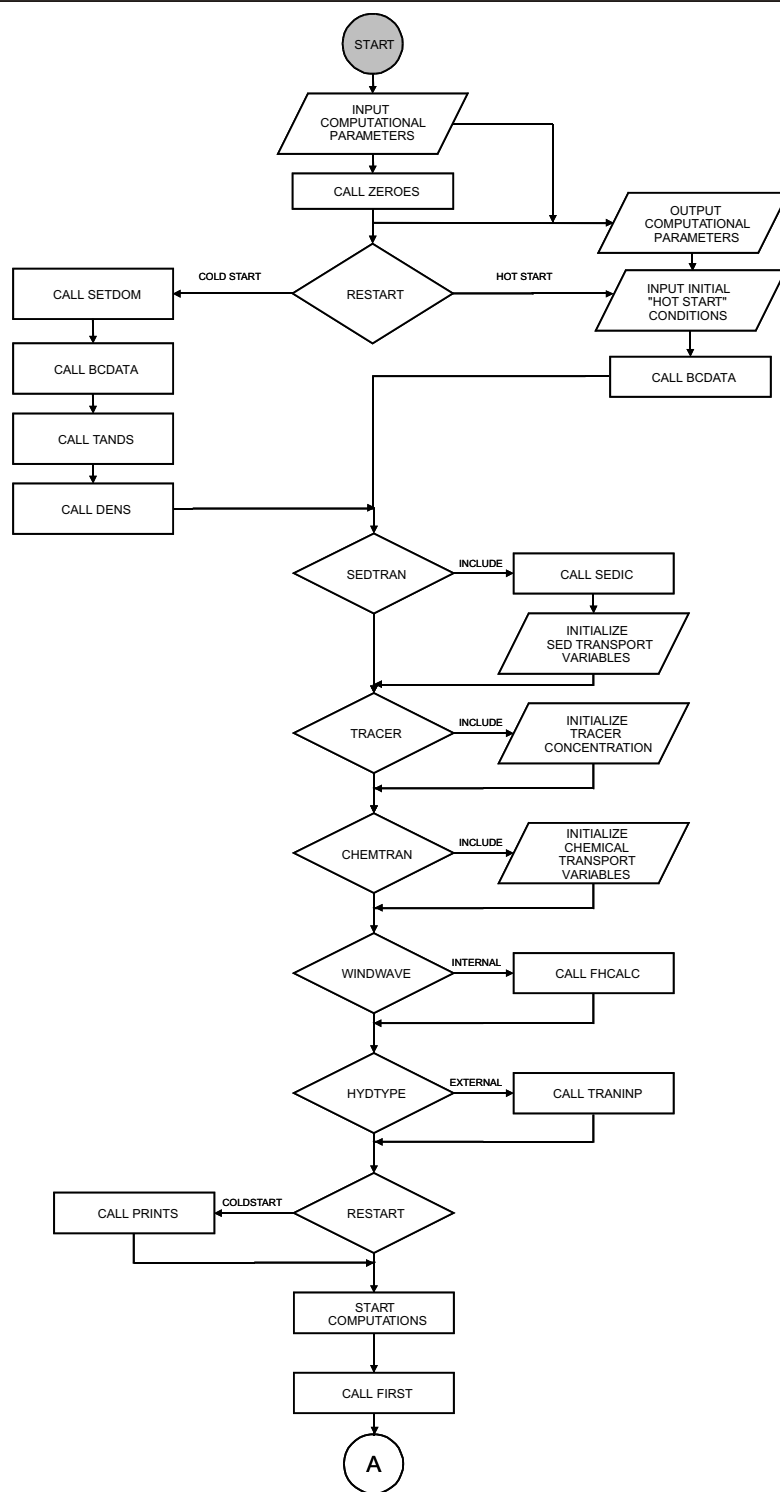 START
INPUT
COMPUTATIONAL
PARAMETERS
CALL ZEROES
OUTPUT
COMPUTATIONAL
PARAMETERS
COLD START
HOT START
CALL SETDOM
RESTART
INPUT INITIAL
"HOT START"
CONDITIONS
CALL BCDATA
CALL BCDATA
CALL TANDS
CALL DENS
SEDTRAN
INCLUDE
CALL SEDIC
INITIALIZE
SED TRANSPORT
VARIABLES
TRACER
INCLUDE
INITIALIZE
TRACER
CONCENTRATION
CHEMTRAN
INCLUDE
INITIALIZE
CHEMICAL
TRANSPORT
VARIABLES
WINDWAVE
INTERNAL
CALL FHCALC
HYDTYPE
EXTERNAL
CALL TRANINP
CALL PRINTS
COLDSTART
RESTART
START
COMPUTATIONS
CALL FIRST
A